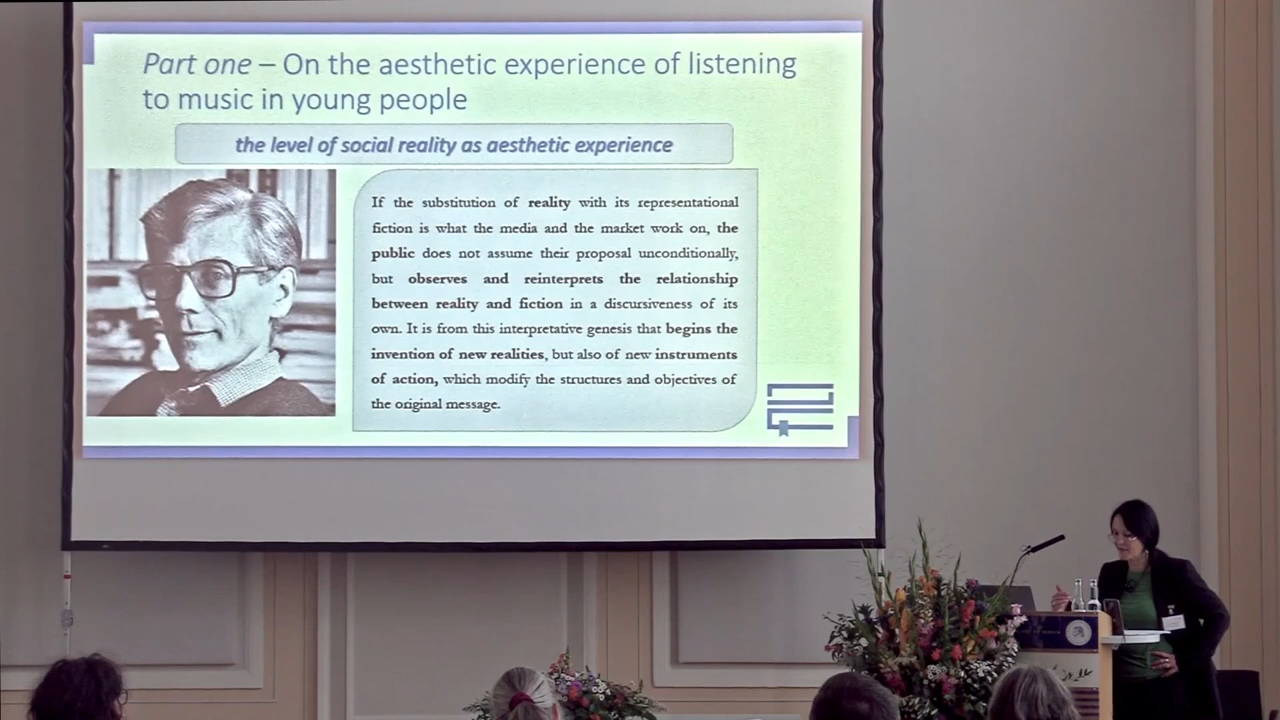 Part one – On the aesthetic experience of listening
to music in young people
the level of social reality as aesthetic experience
If the substitution of reality with its representational
fiction is what the media and the market work on, the
public does not assume their proposal unconditionally,
but observes and reinterprets the relationship
between reality and fiction in a discursiveness of its
own. It is from this interpretative genesis that begins the
invention of new realities, but also of new instruments
of action, which modify the structures and objectives of
the original message.